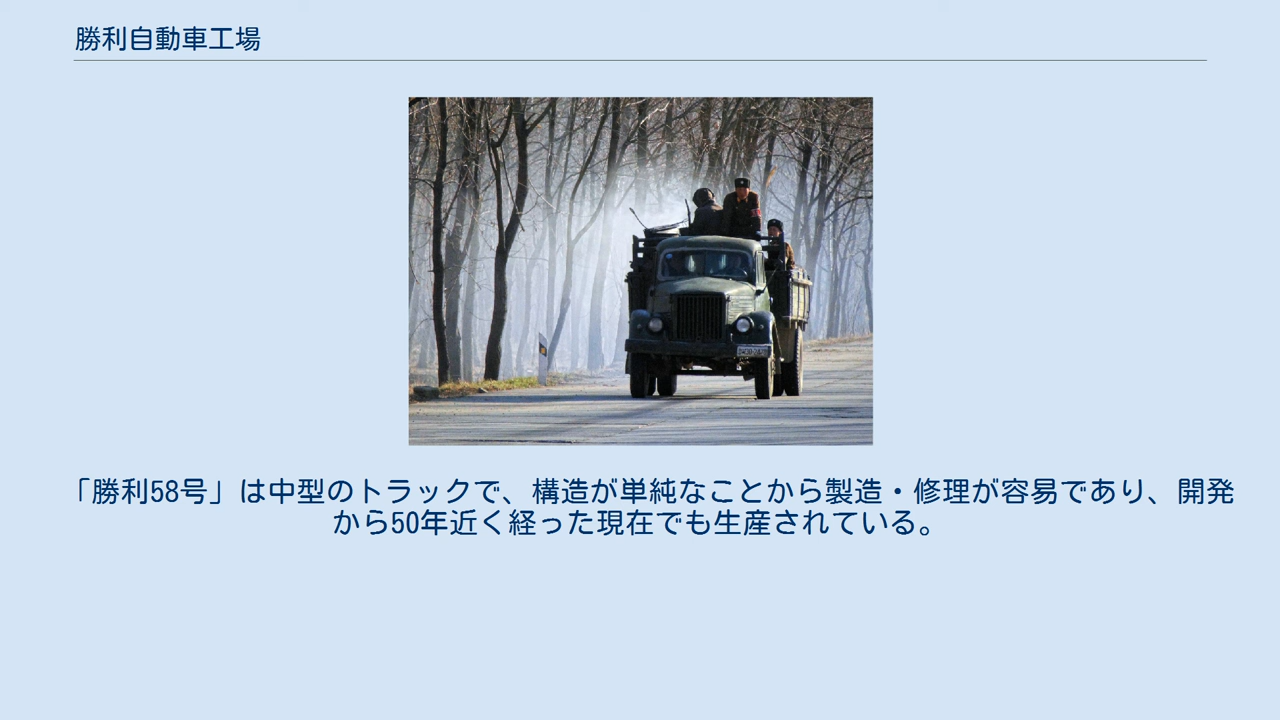 勝利自動車工場
「勝利58号」は中型のトラックで、構造が単純なことから製造・修理が容易であり、開発
から50年近く経った現在でも生産されている。